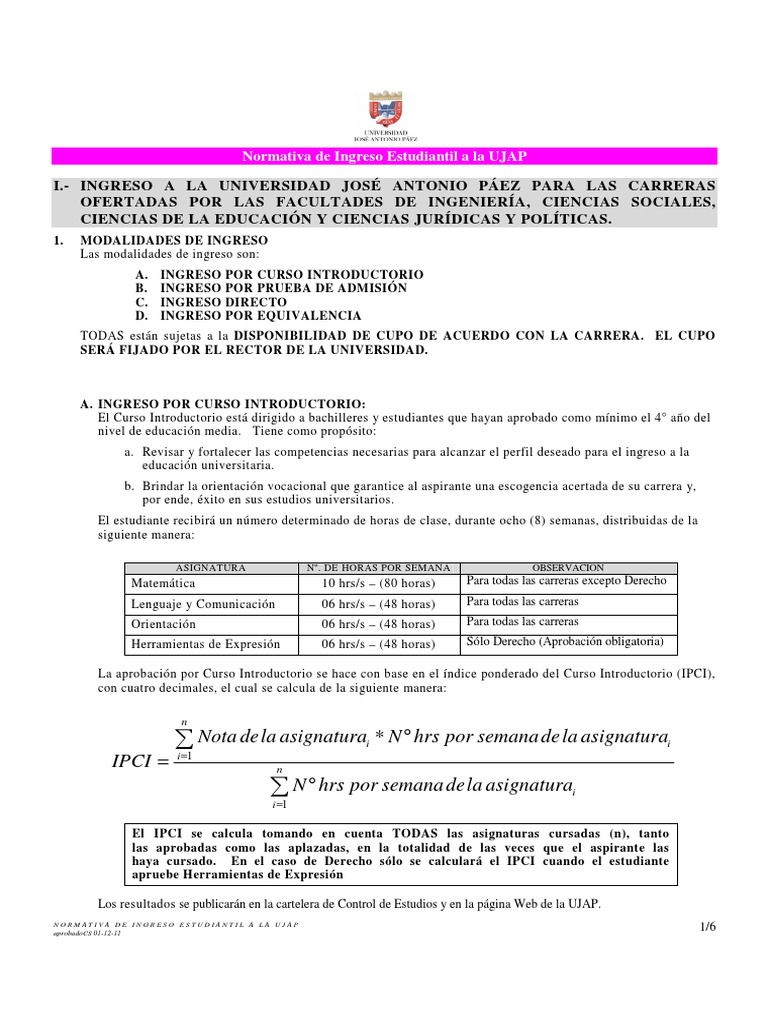 UNIVERSIDAD
JOSÉ ANTONIO PÁEZ
Normativa de Ingreso Estudiantil a la UJAP
I.- INGRESO A LA UNIVERSIDAD JOSÉ ANTONIO PÁEZ PARA LAS CARRERAS
OFERTADAS POR LAS FACULTADES DE INGENIERÍA, CIENCIAS SOCIALES,
CIENCIAS DE LA EDUCACIÓN Y CIENCIAS JURÍDICAS Y POLÍTICAS.
1. MODALIDADES DE INGRESO
Las modalidades de ingreso son:
A. INGRESO POR CURSO INTRODUCTORIO
B. INGRESO POR PRUEBA DE ADMISIÓN
C. INGRESO DIRECTO
D. INGRESO POR EQUIVALENCIA
TODAS están sujetas a la DISPONIBILIDAD DE CUPO DE ACUERDO CON LA CARRERA. EL CUPO
SERÁ FIJADO POR EL RECTOR DE LA UNIVERSIDAD.
A. INGRESO POR CURSO INTRODUCTORIO:
El Curso Introductorio está dirigido a bachilleres y estudiantes que hayan aprobado como mínimo el 4° año del
nivel de educación media. Tiene como propósito:
a. Revisar y fortalecer las competencias necesarias para alcanzar el perfil deseado para el ingreso a la
educación universitaria.
b. Brindar la orientación vocacional que garantice al aspirante una escogencia acertada de su carrera y,
por ende, éxito en sus estudios universitarios.
El estudiante recibirá un número determinado de horas de clase, durante ocho (8) semanas, distribuidas de la
siguiente manera:
ASIGNATURA Nº. DE HORAS POR SEMANA OBSERVACION
Matemática 10 hrs/s – (80 horas) Para todas las carreras excepto Derecho
Lenguaje y Comunicación 06 hrs/s – (48 horas) Para todas las carreras
Orientación 06 hrs/s – (48 horas) Para todas las carreras
Herramientas de Expresión 06 hrs/s – (48 horas) Sólo Derecho (Aprobación obligatoria)
La aprobación por Curso Introductorio se hace con base en el índice ponderado del Curso Introductorio (IPCI),
con cuatro decimales, el cual se calcula de la siguiente manera:
n
∑ Nota de la asignatura i * N° hrs por semana de la asignatura i
i=1
IPCI =
n
∑ N° hrs por semana de la asignatura i
i=1
El IPCI se calcula tomando en cuenta TODAS las asignaturas cursadas (n), tanto
las aprobadas como las aplazadas, en la totalidad de las veces que el aspirante las
haya cursado. En el caso de Derecho sólo se calculará el IPCI cuando el estudiante
apruebe Herramientas de Expresión
Los resultados se publicarán en la cartelera de Control de Estudios y en la página Web de la UJAP.
NORMATIVA DE INGRESO ESTUDIANTIL A LA UJAP
aprobadoCS 01-12-11
1/6